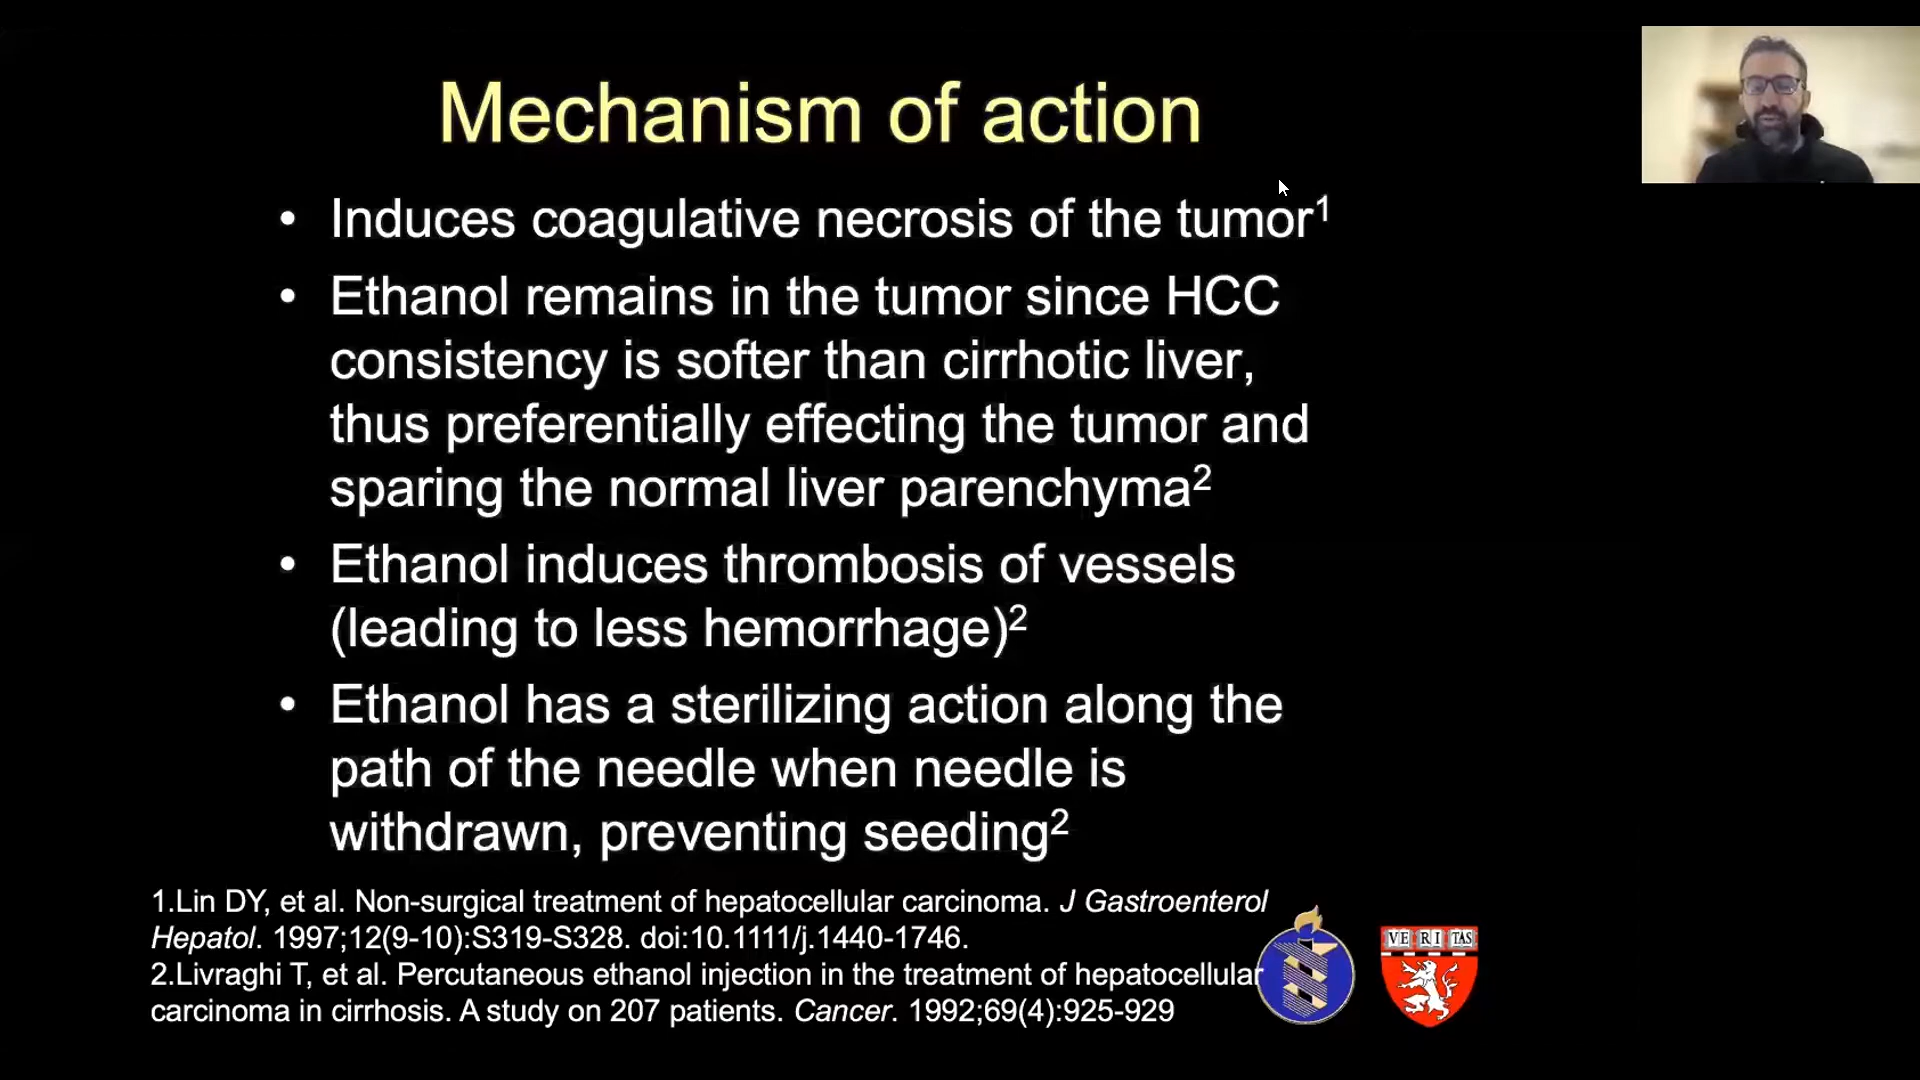 Mechanism of action
• Induces coagulative necrosis of the tumor¹
• Ethanol remains in the tumor since HCC
consistency is softer than cirrhotic liver,
thus preferentially effecting the tumor and
sparing the normal liver parenchyma²
• Ethanol induces thrombosis of vessels
(leading to less hemorrhage)²
• Ethanol has a sterilizing action along the
path of the needle when needle is
withdrawn, preventing seeding²
1.Lin DY, et al. Non-surgical treatment of hepatocellular carcinoma. J Gastroenterol
Hepatol. 1997;12(9-10):S319-S328. doi:10.1111/j.1440-1746.
2.Livraghi T, et al. Percutaneous ethanol injection in the treatment of hepatocellular
carcinoma in cirrhosis. A study on 207 patients. Cancer. 1992;69(4):925-929
VE RI TAS